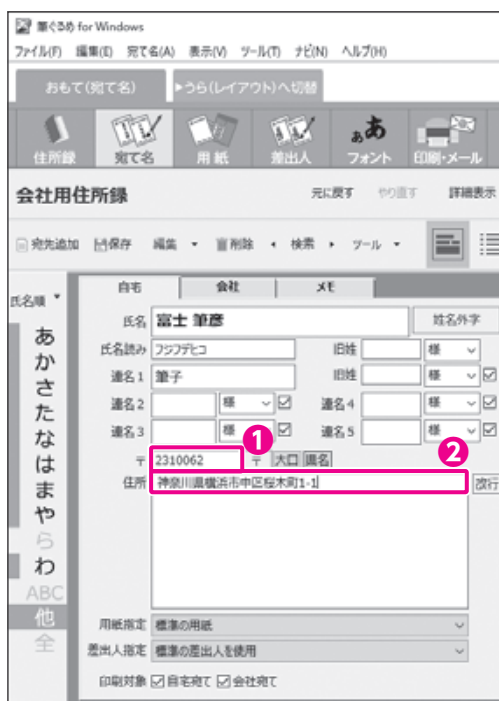 筆ぐるめ for Windows
ファイル(F) 編集(E) 宛て名(A) 表示(V) ツール(T) ナビ(N) ヘルプ(H)
おもて(宛て名) ▶うら(レイアウト)へ切替
住所録 宛て名 用紙 差出人 フォント 印刷・メール
会社用住所録 元に戻す やり直す 詳細表示
宛先追加 保存 編集 削除 検索 ツール
自宅 会社 メモ
氏名順
氏名 富士 筆彦 姓名外字
氏名読み フジフデヒコ 旧姓 様
連名1 筆子 旧姓 様
連名2 様 連名4 様
連名3 様 連名5 様
1
〒 2310062 〒 大口 県名
2
住所 神奈川県横浜市中区桜木町1-1 改行
あ
か
さ
た
な
は
ま
や
ら
わ
ABC
他
全
用紙指定 標準の用紙
差出人指定 標準の差出人を使用
印刷対象 自宅宛て 会社宛て